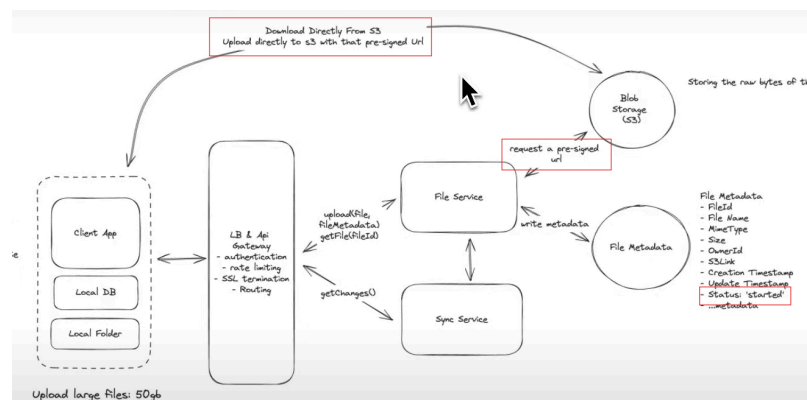 Download Directly From S3
Upload directly to s3 with that pre-signed Url
Storing the raw bytes of
Blob
Storage
(S3)
request a pre-signed
url
File Service
upload(file,
fileMetadata)
getFile(fileId)
LB & Api
Gateway
- authentication
- rate limiting
- SSL termination
- Routing
Client App
Local DB
Local Folder
getChanges()
Sync Service
write metadata
File Metadata
File Metadata
- FileId
- File Name
- MimeType
- Size
- OwnerId
- S3Link
- Creation Timestamp
- Update Timestamp
- Status: 'started'
- ...metadata
Upload large files: 50gb